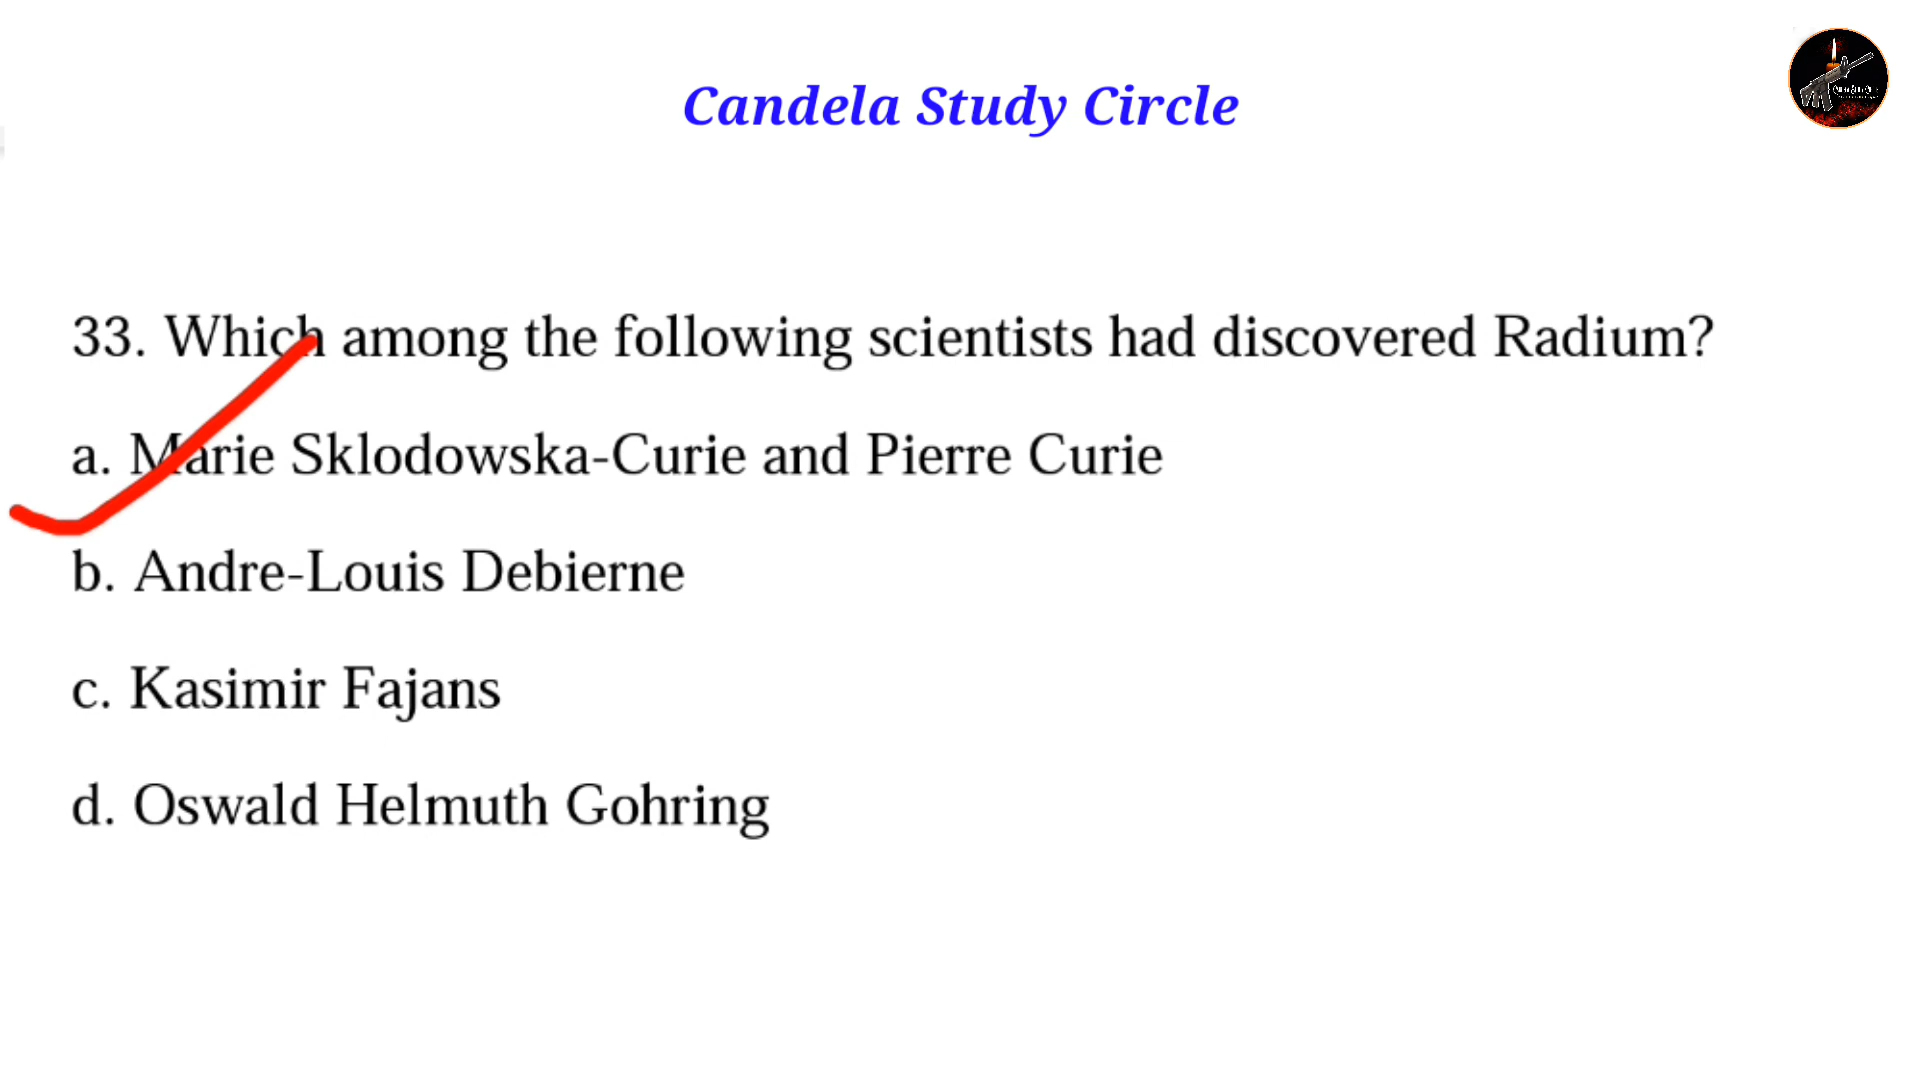 Candela Study Circle
33. Which among the following scientists had discovered Radium?
a. Marie Sklodowska-Curie and Pierre Curie
b. Andre-Louis Debierne
c. Kasimir Fajans
d. Oswald Helmuth Gohring